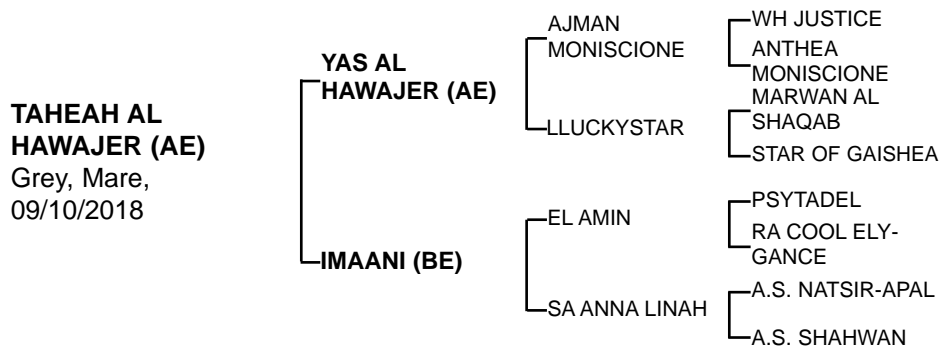 TAHEAH AL
HAWAJER (AE)
Grey, Mare,
09/10/2018
YAS AL
HAWAJER (AE)
IMAANI (BE)
AJMAN
MONISCIONE
LLUCKYSTAR
EL AMIN
SA ANNA LINAH
WH JUSTICE
ANTHEA
MONISCIONE
MARWAN AL
SHAQAB
STAR OF GAISHEA
PSYTADEL
RA COOL ELY-
GANCE
A.S. NATSIR-APAL
A.S. SHAHWAN